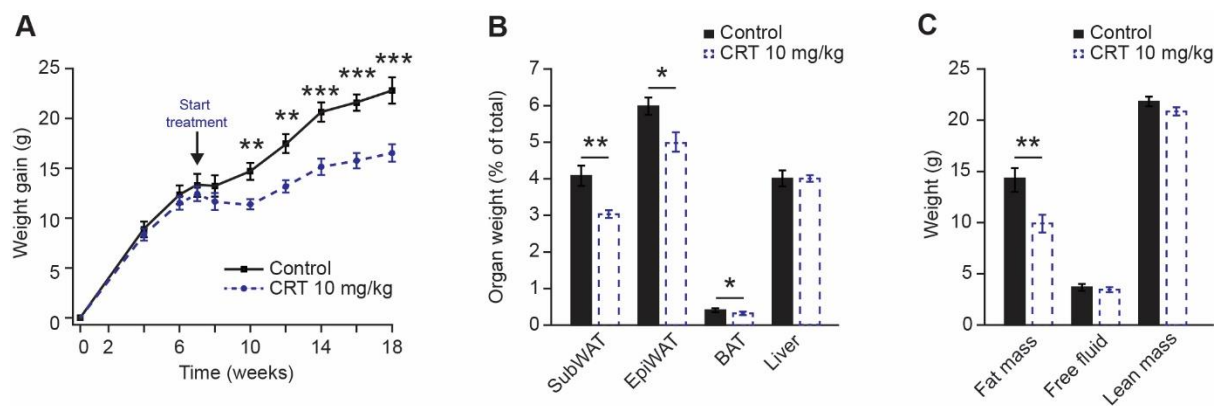 A
Weight gain (g)
25
20
15
10
5
0
Start
treatment
**
**
***
***
***
Control
CRT 10 mg/kg
0 2 6 10 14 18
Time (weeks)
B
Control
CRT 10 mg/kg
Organ weight (% of total)
7
6
5
4
3
2
1
0
**
*
*
SubWAT
EpiWAT
BAT
Liver
C
Control
CRT 10 mg/kg
Weight (g)
25
20
15
10
5
0
**
Fat mass
Free fluid
Lean mass